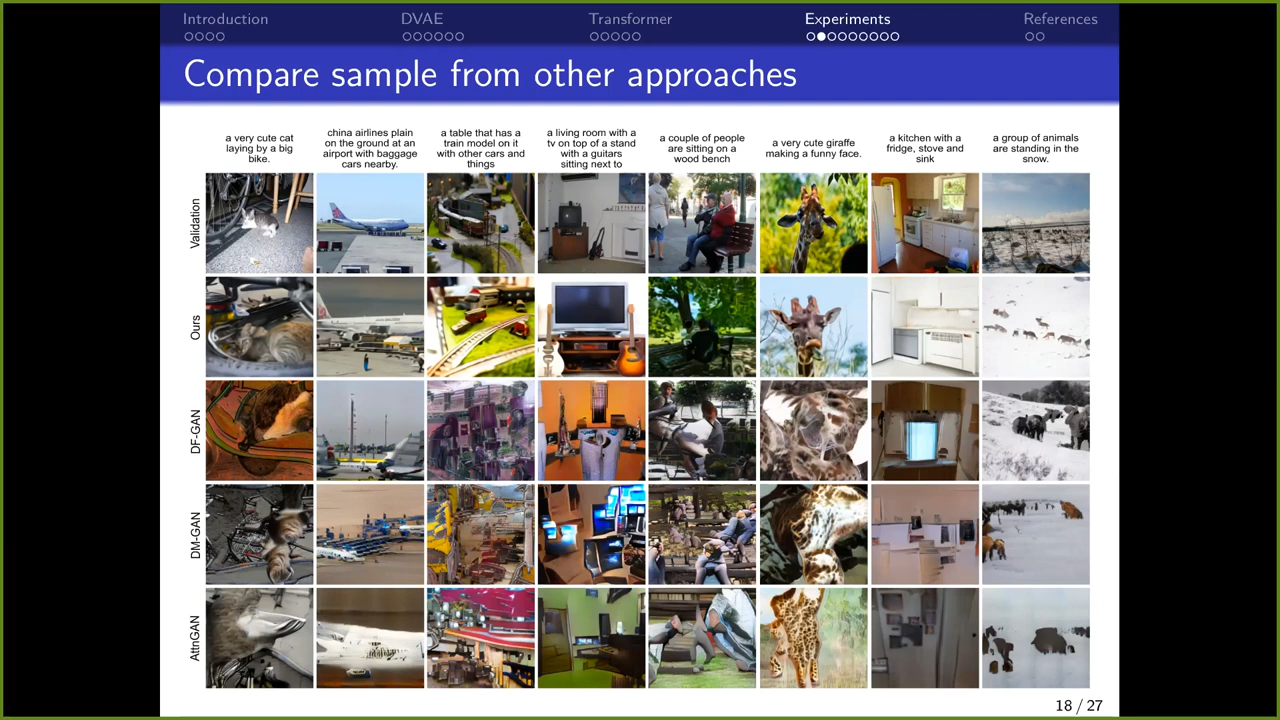 Introduction DVAE Transformer Experiments References
Compare sample from other approaches
a very cute cat
laying by a big
bike.
china airlines plain
on the ground at an
airport with baggage
cars nearby.
a table that has a
train model on it
with other cars and
things
a living room with a
tv on top of a stand
with a guitars
sitting next to
a couple of people
are sitting on a
wood bench
a very cute giraffe
making a funny face.
a kitchen with a
fridge, stove and
sink
a group of animals
are standing in the
snow.
Validation
Ours
DF-GAN
DM-GAN
AttnGAN
18 / 27